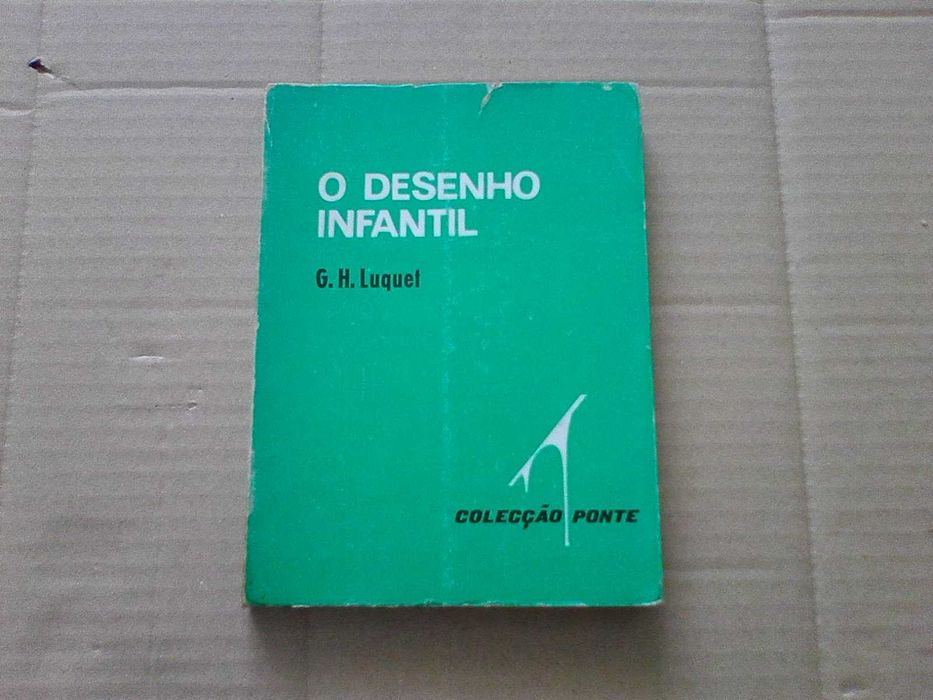 O DESENHO
INFANTIL
G. H. Luquet
COLECÇÃO PONTE